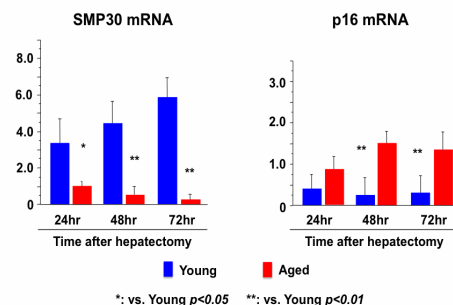 SMP30 mRNA
8.0
6.0
4.0
2.0
0
*
**
**
24hr 48hr 72hr
Time after hepatectomy
p16 mRNA
3.0
2.0
1.0
0
**
**
24hr 48hr 72hr
Time after hepatectomy
Young Aged
*: vs. Young p<0.05 **: vs. Young p<0.01